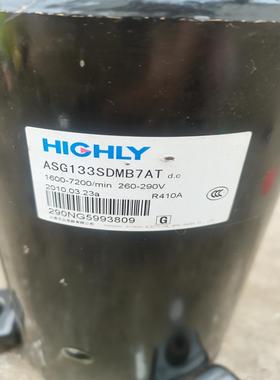 HIGHLY
ASG133SDMB7AT d.c
1600-7200/min 260-290V
2010.03.23a R410A
290NG5993809 G